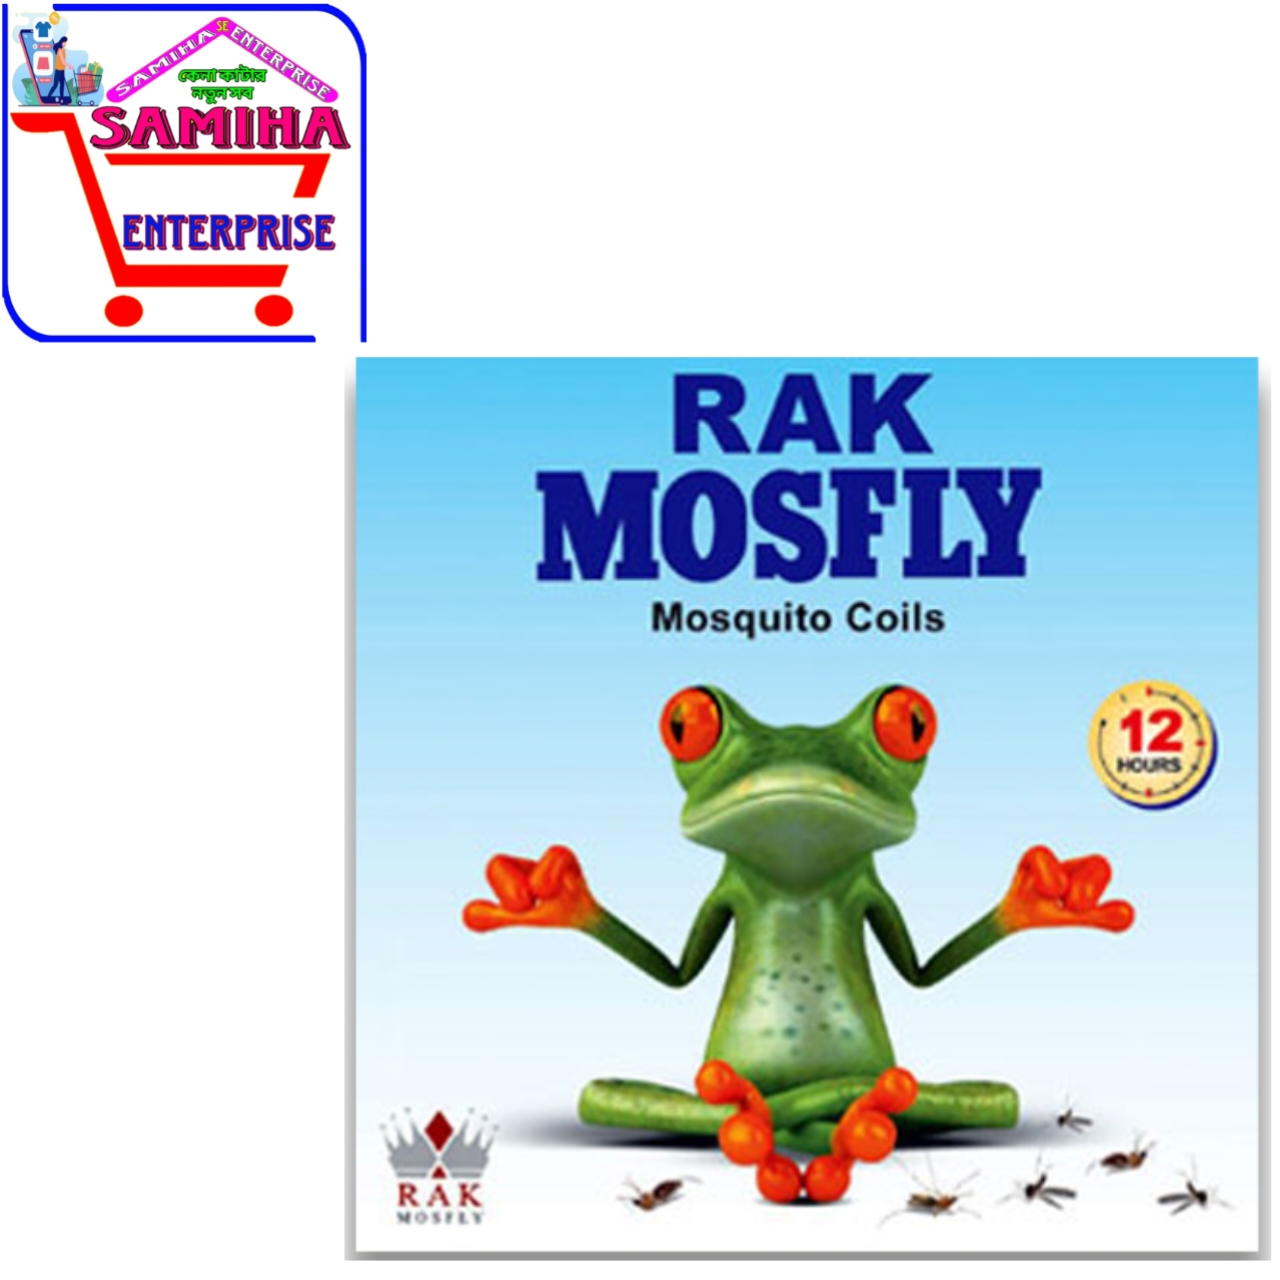 SAMIHA SE ENTERPRISE
কেনা কাটার
নতুন সব
SAMIHA
ENTERPRISE
RAK
MOSFLY
Mosquito Coils
12
HOURS
RAK
MOSFLY